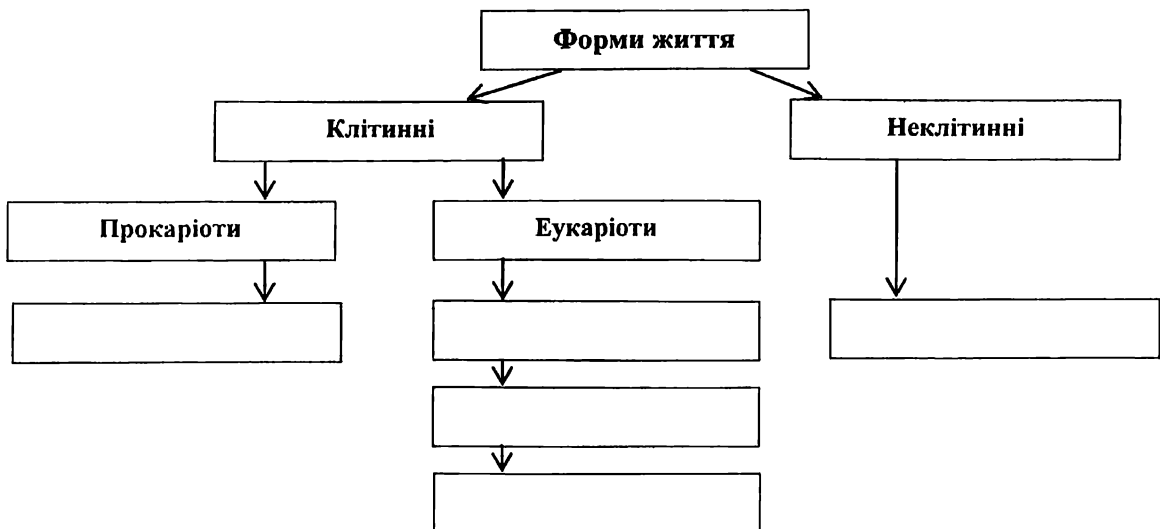 Форми життя
Клітинні
Неклітинні
Прокаріоти
Еукаріоти